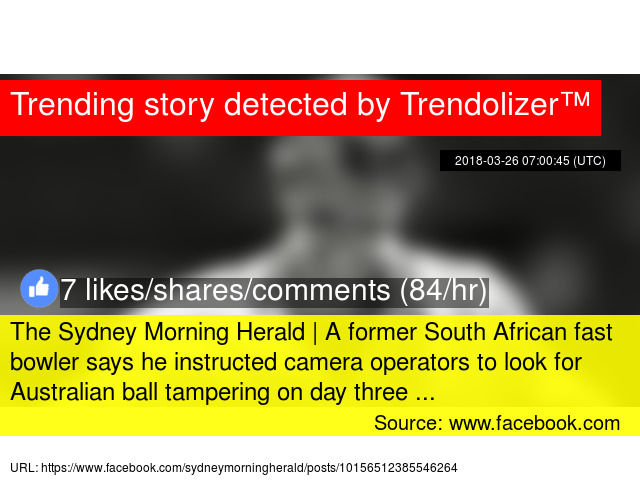 Trending story detected by Trendolizer™
2018-03-26 07:00:45 (UTC)
7 likes/shares/comments (84/hr)
The Sydney Morning Herald | A former South African fast
bowler says he instructed camera operators to look for
Australian ball tampering on day three ...
Source: www.facebook.com
URL: https://www.facebook.com/sydneymorningherald/posts/10156512385546264